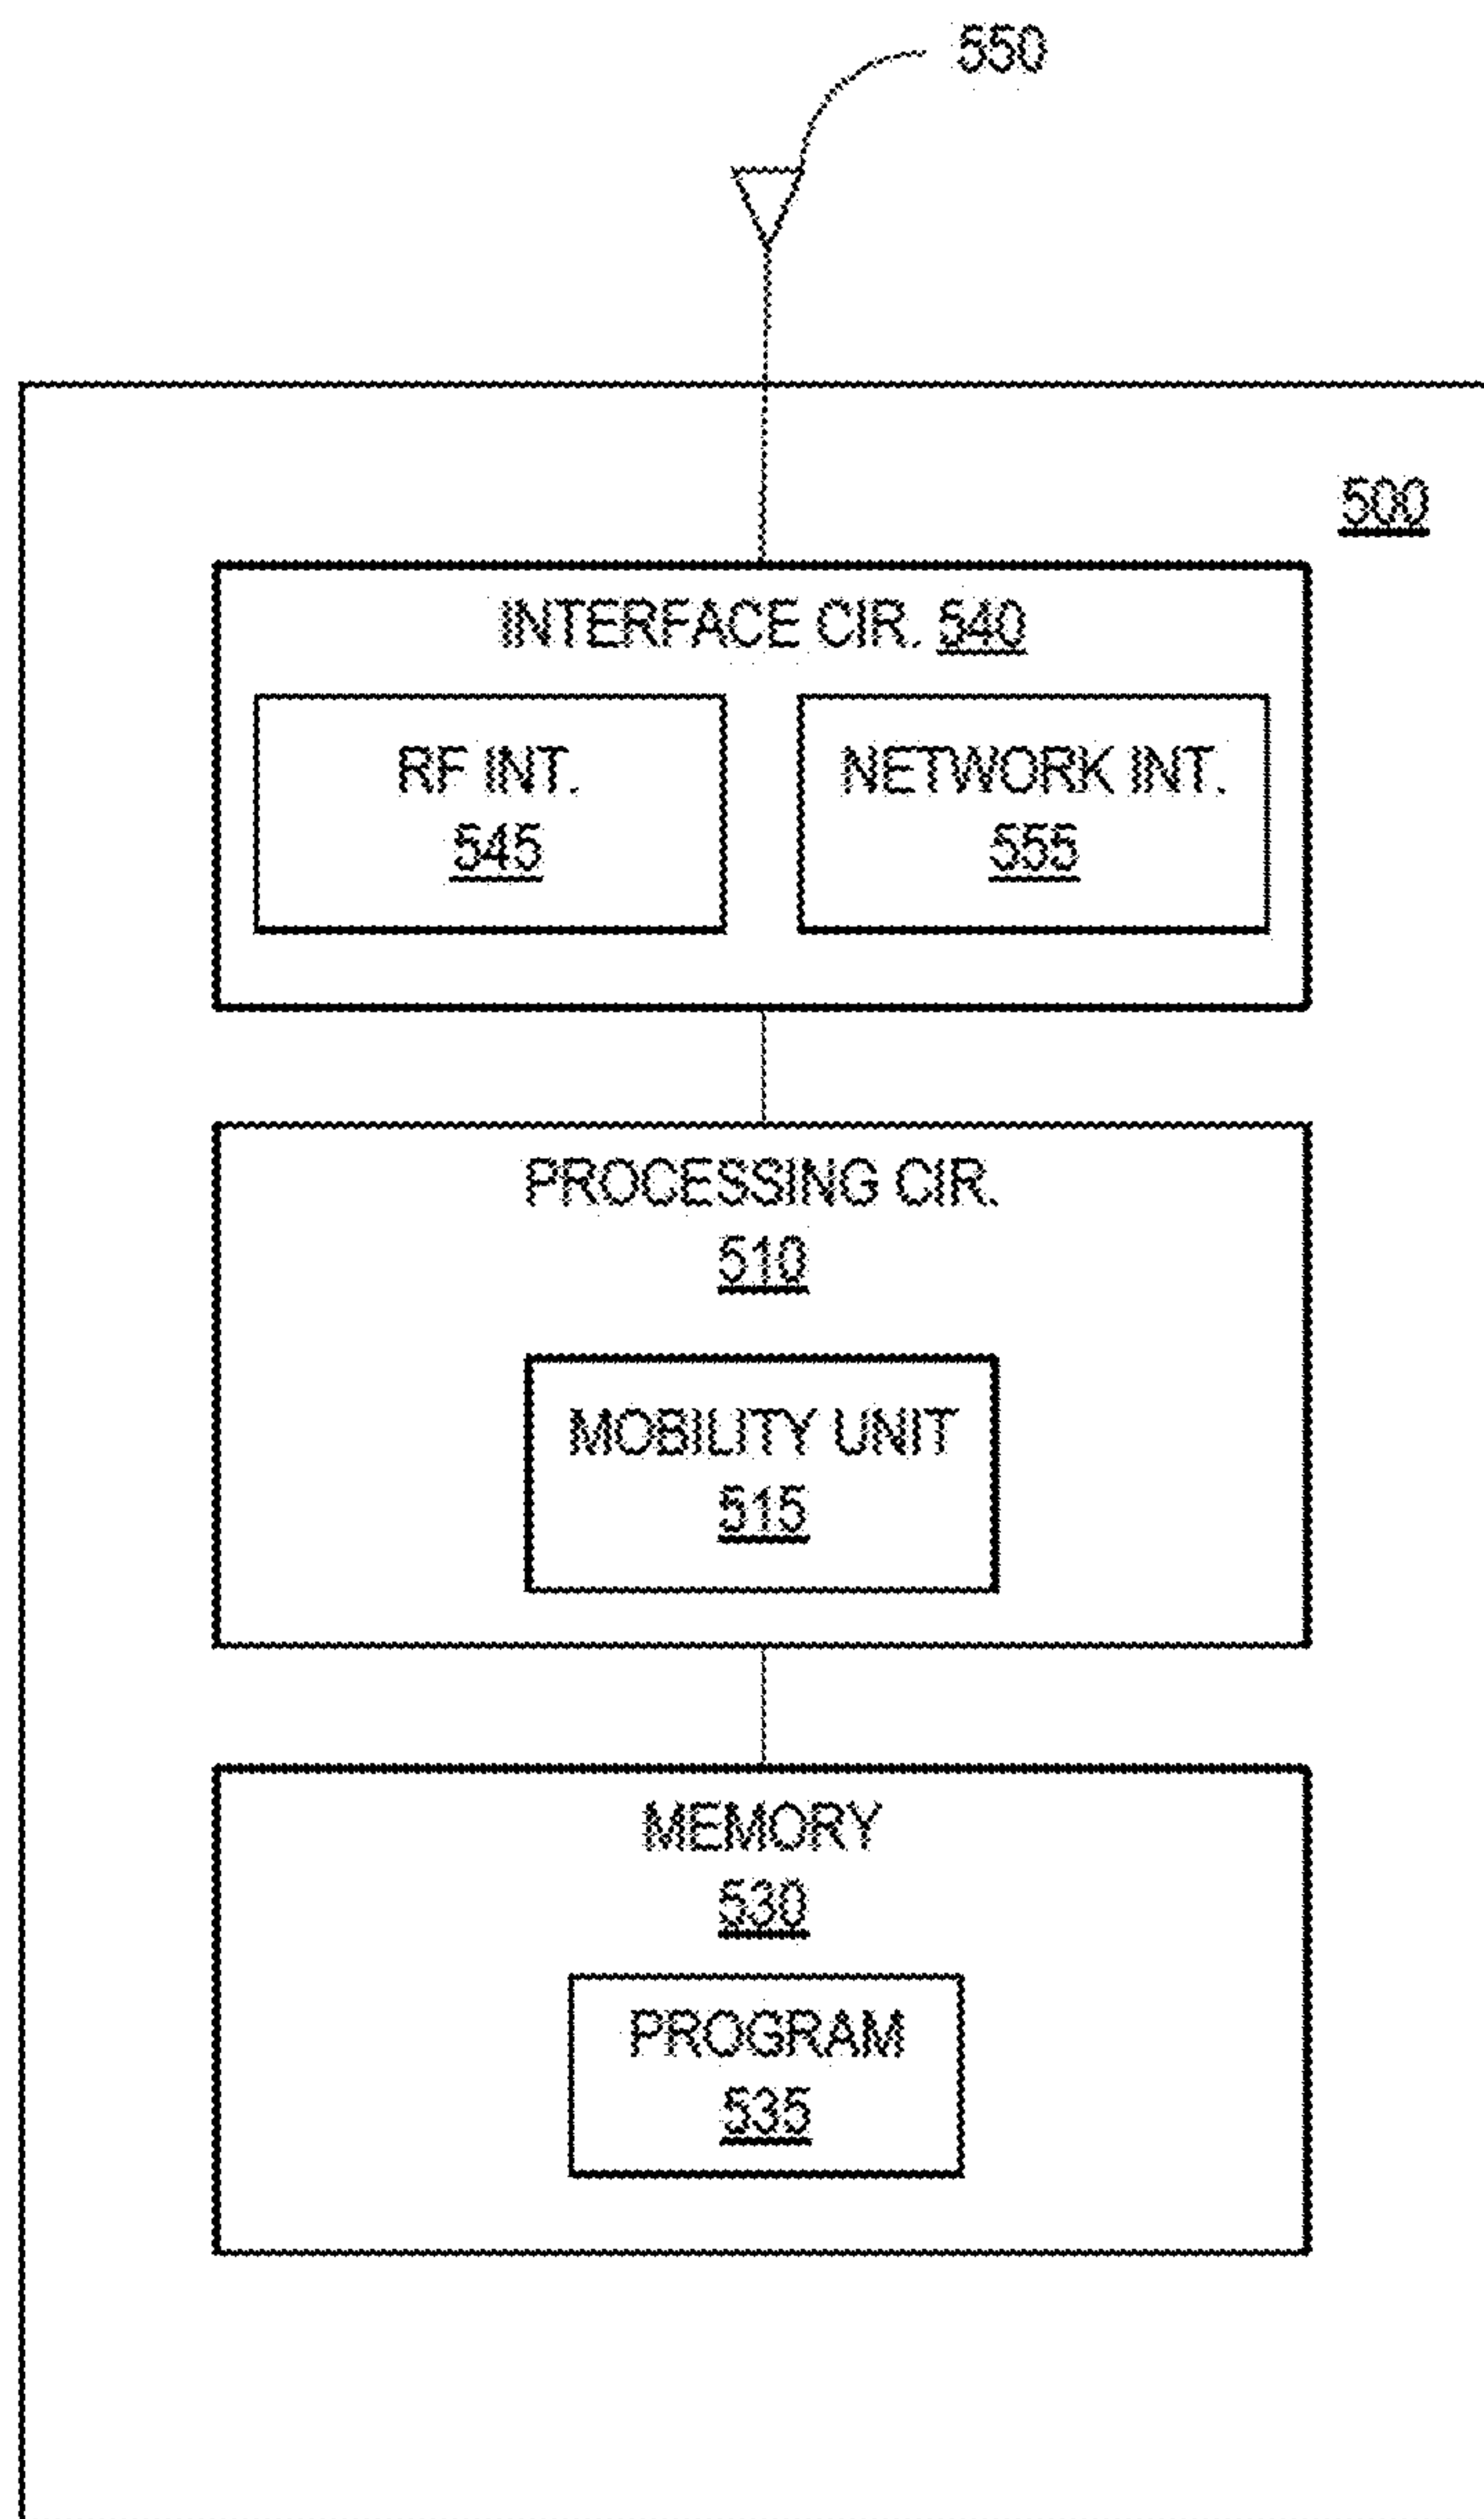 550
500
INTERFACE CIR. 540
RF INT.
545
NETWORK INT.
555
PROCESSING CIR.
510
MOBILITY UNIT
515
MEMORY
530
PROGRAM
535